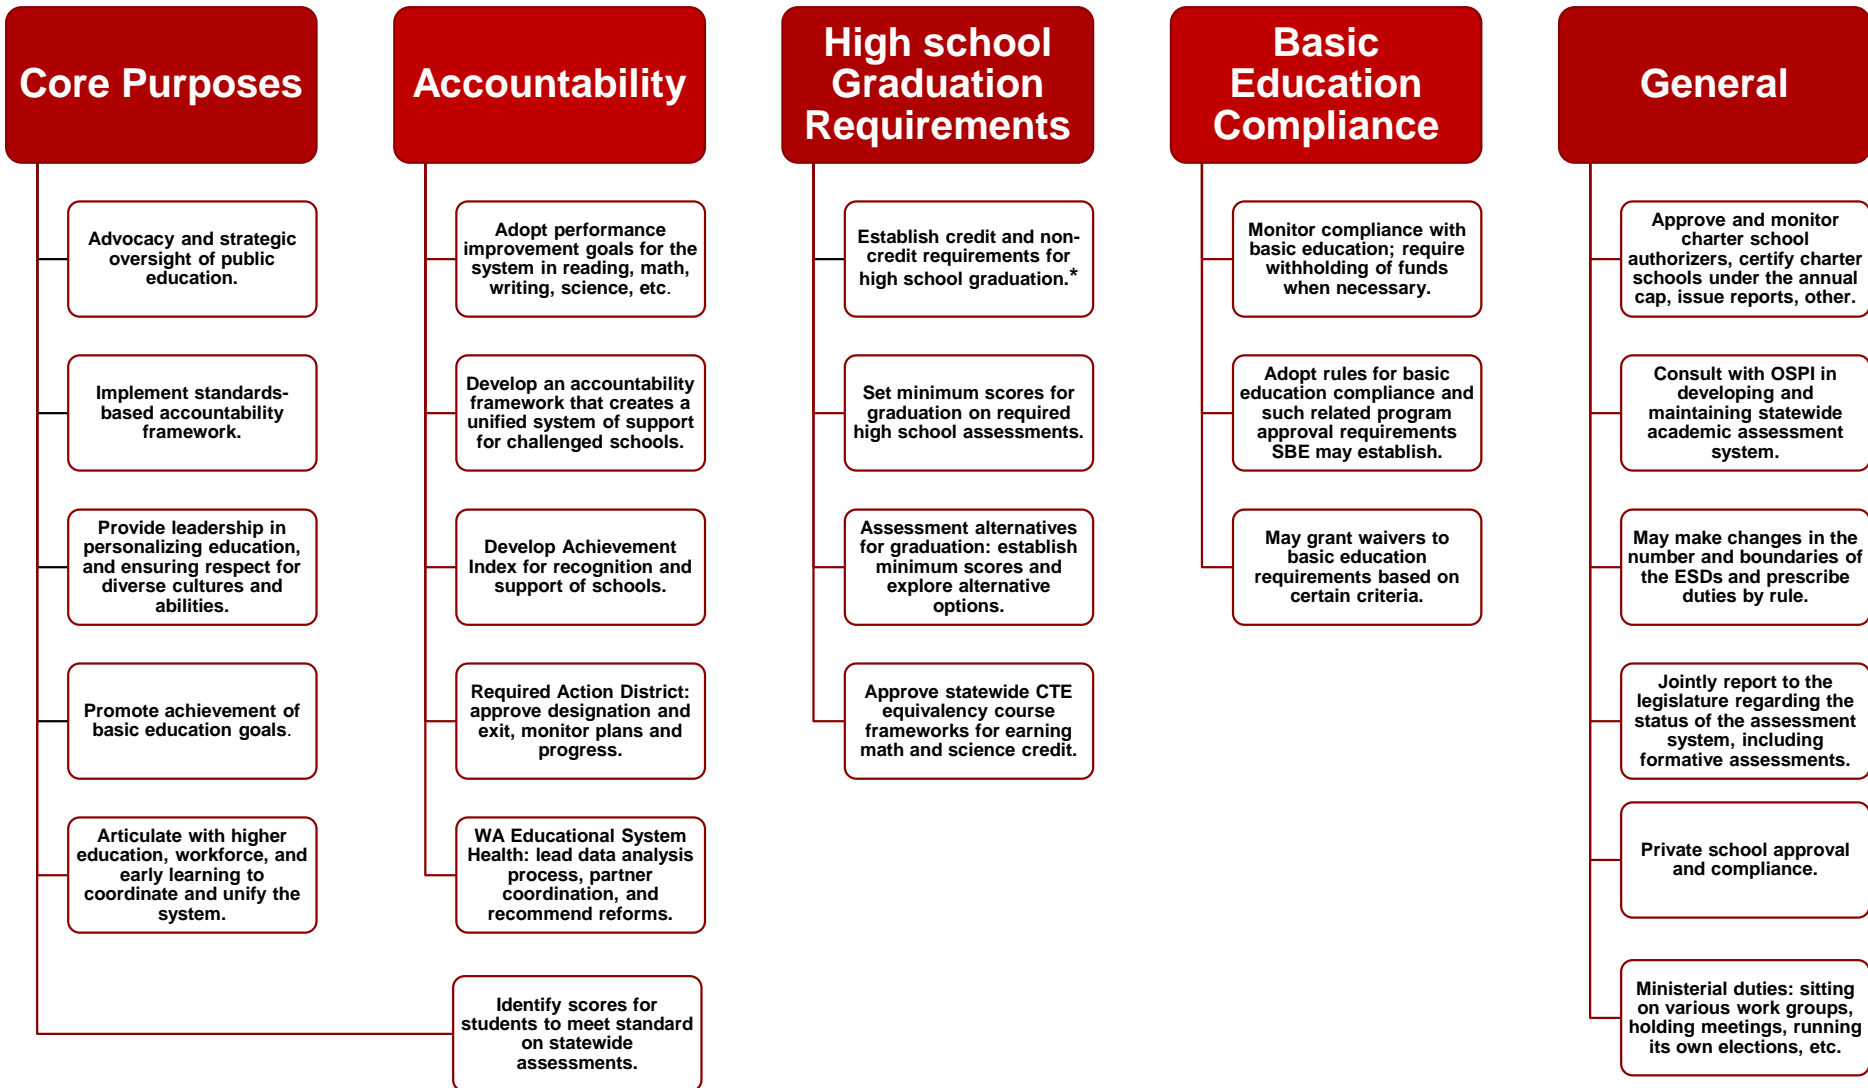 Core Purposes
Advocacy and strategic
oversight of public
education.
Implement standards-
based accountability
framework.
Provide leadership in
personalizing education,
and ensuring respect for
diverse cultures and
abilities.
Promote achievement of
basic education goals.
Articulate with higher
education, workforce, and
early learning to
coordinate and unify the
system.
Accountability
Adopt performance
improvement goals for the
system in reading, math,
writing, science, etc.
Develop an accountability
framework that creates a
unified system of support
for challenged schools.
Develop Achievement
Index for recognition and
support of schools.
Required Action District:
approve designation and
exit, monitor plans and
progress.
WA Educational System
Health: lead data analysis
process, partner
coordination, and
recommend reforms.
Identify scores for
students to meet standard
on statewide
assessments.
High school
Graduation
Requirements
Establish credit and non-
credit requirements for
high school graduation.*
Set minimum scores for
graduation on required
high school assessments.
Assessment alternatives
for graduation: establish
minimum scores and
explore alternative
options.
Approve statewide CTE
equivalency course
frameworks for earning
math and science credit.
Basic
Education
Compliance
Monitor compliance with
basic education; require
withholding of funds
when necessary.
Adopt rules for basic
education compliance and
such related program
approval requirements
SBE may establish.
May grant waivers to
basic education
requirements based on
certain criteria.
General
Approve and monitor
charter school
authorizers, certify charter
schools under the annual
cap, issue reports, other.
Consult with OSPI in
developing and
maintaining statewide
academic assessment
system.
May make changes in the
number and boundaries of
the ESDs and prescribe
duties by rule.
Jointly report to the
legislature regarding the
status of the assessment
system, including
formative assessments.
Private school approval
and compliance.
Ministerial duties: sitting
on various work groups,
holding meetings, running
its own elections, etc.